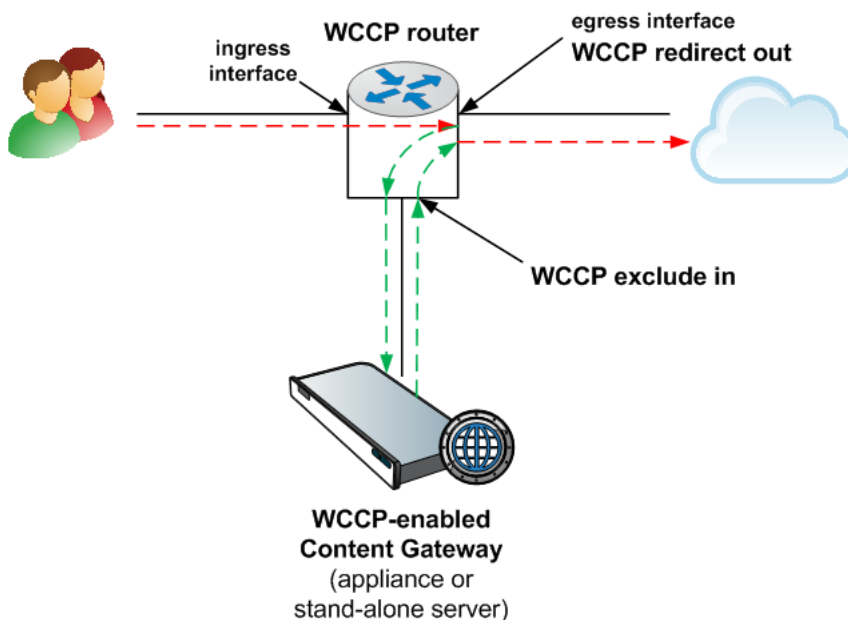 WCCP router
ingress
interface
egress interface
WCCP redirect out
WCCP exclude in
WCCP-enabled
Content Gateway
(appliance or
stand-alone server)